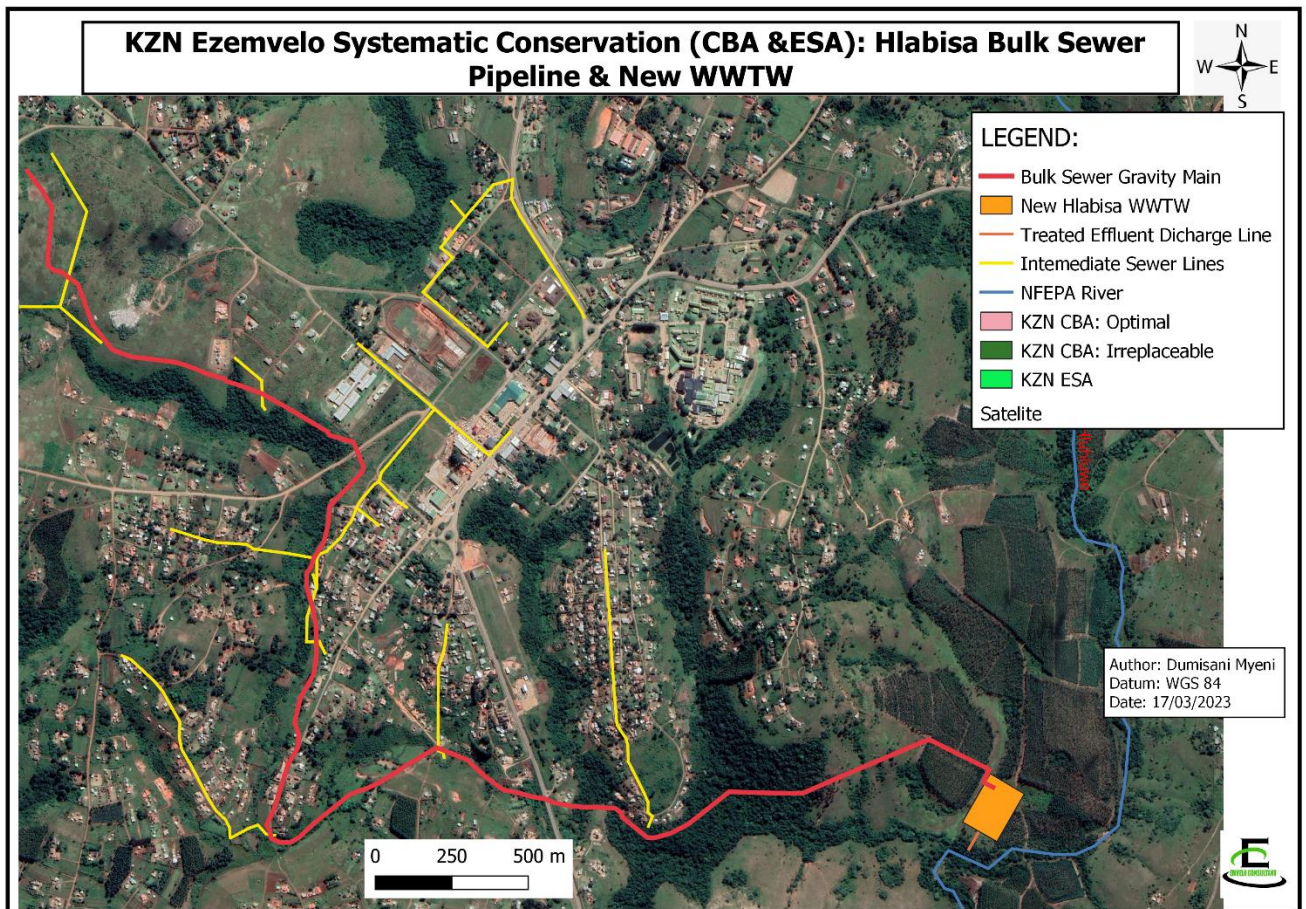 KZN Ezemvelo Systematic Conservation (CBA &ESA): Hlabisa Bulk Sewer
Pipeline & New WWTW
N
W E
S
LEGEND:
Bulk Sewer Gravity Main
New Hlabisa WWTW
Treated Effluent Dicharge Line
Intemediate Sewer Lines
NFEPA River
KZN CBA: Optimal
KZN CBA: Irreplaceable
KZN ESA
Satelite
Author: Dumisani Myeni
Datum: WGS 84
Date: 17/03/2023
0 250 500 m
E
ENVELA CONSULTANT